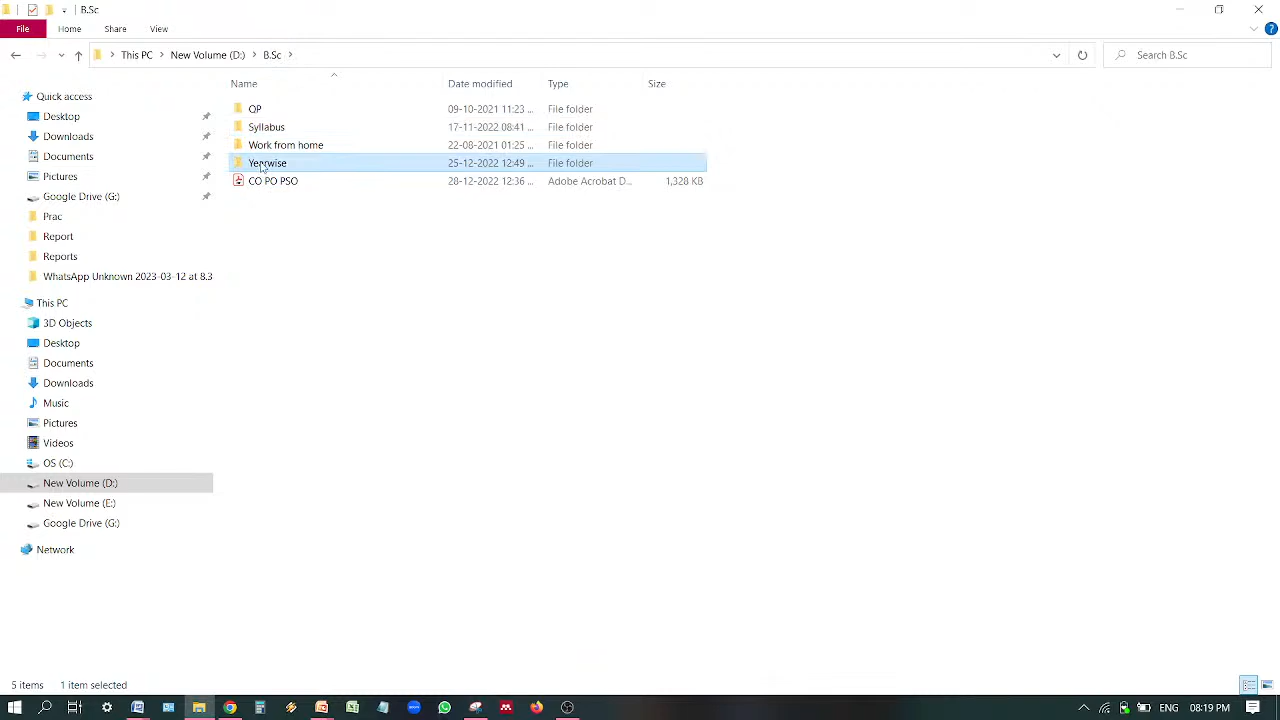 B.Sc
File Home Share View
This PC New Volume (D:) B.Sc Search B.Sc
Name Date modified Type Size
Quick access
Desktop
Downloads
Documents
Pictures
Google Drive (G:)
Prac
Report
Reports
WhatsApp Unknown 2023-03-12 at 8.3
This PC
3D Objects
Desktop
Documents
Downloads
Music
Pictures
Videos
OS (C:)
New Volume (D:)
New Volume (E:)
Google Drive (G:)
Network
QP 09-10-2021 11:23 ... File folder
Syllabus 17-11-2022 08:41 ... File folder
Work from home 22-08-2021 01:25 ... File folder
Yerwise 25-12-2022 12:49 ... File folder
CO PO PSO 28-12-2022 12:36 ... Adobe Acrobat D... 1,328 KB
5 items 1 item selected
ENG 08:19 PM